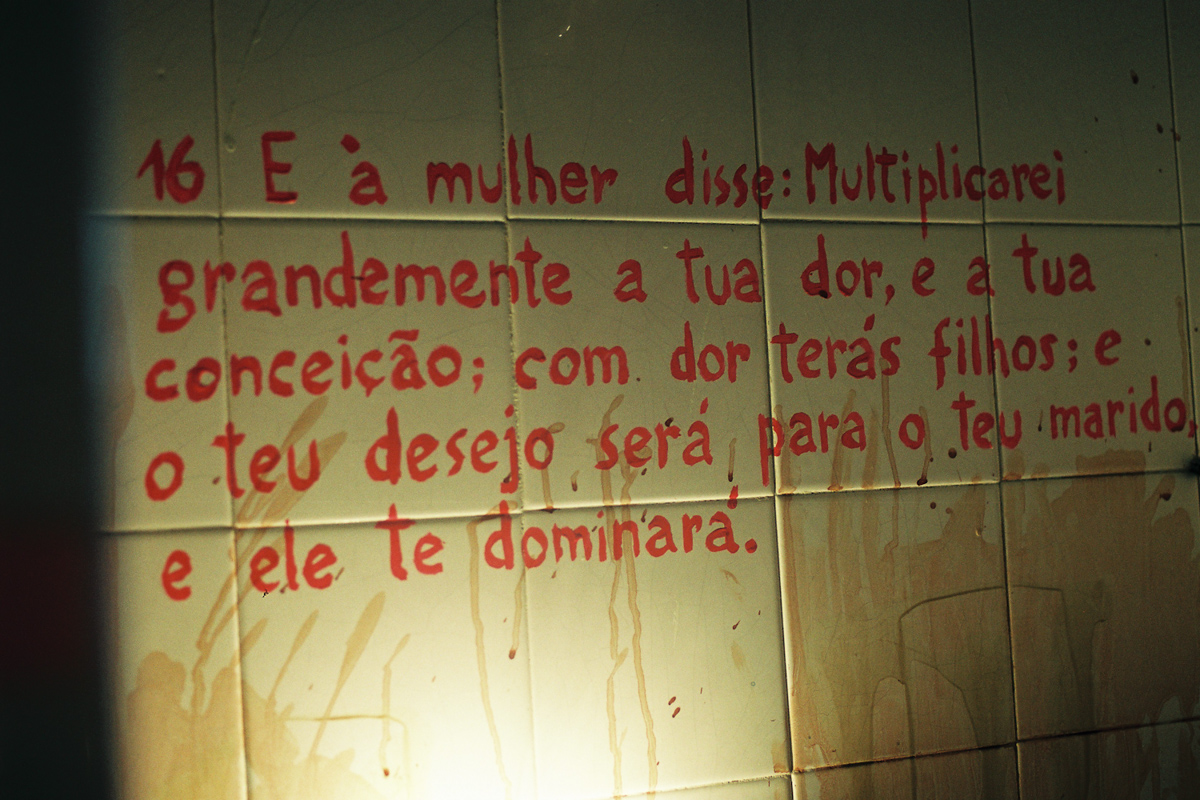 16 E à mulher disse: Multiplicarei
grandemente a tua dor, e a tua
conceição; com dor terás filhos; e
o teu desejo será para o teu marido,
e ele te dominará.